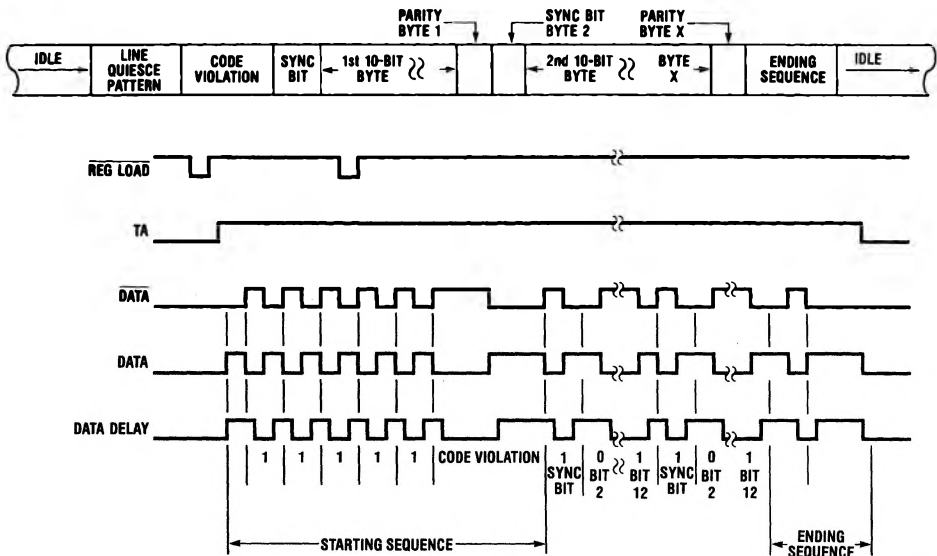 PARITY
BYTE 1
SYNC BIT
BYTE 2
PARITY
BYTE X
IDLE
LINE
QUIESCE
PATTERN
CODE
VIOLATION
SYNC
BIT
1st 10-BIT
BYTE
2nd 10-BIT
BYTE
BYTE
X
ENDING
SEQUENCE
IDLE
REG LOAD
TA
DATA
DATA
DATA DELAY
1 1 1 1 1 CODE VIOLATION 1 0 1 1 0 1
SYNC BIT BIT SYNC BIT BIT
BIT 2 12 BIT 2 12
STARTING SEQUENCE
ENDING
SEQUENCE